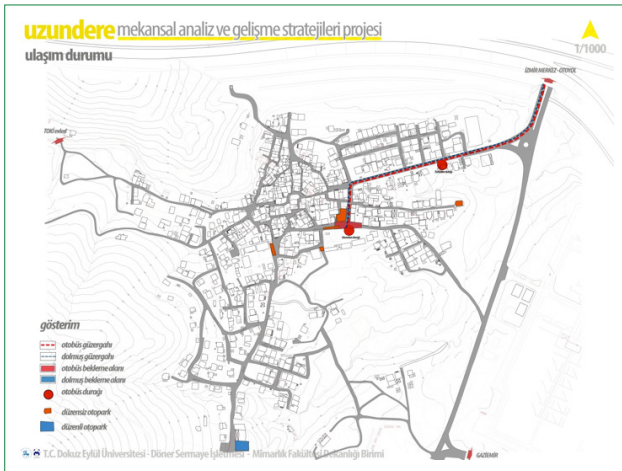 uzundere mekansal analiz ve gelişme stratejileri projesi
ulaşım durumu
1/1000
İZMİR MERKEZ - OTOYOL
TOKİ evleri
gösterim
otobüs güzergahı
dolmuş güzergahı
otobüs bekleme alanı
dolmuş bekleme alanı
otobüs durağı
düzensiz otopark
düzenli otopark
GAZİEMİR
T.C. Dokuz Eylül Üniversitesi - Döner Sermaye İşletmesi - Mimarlık Fakültesi Dekanlığı Birimi